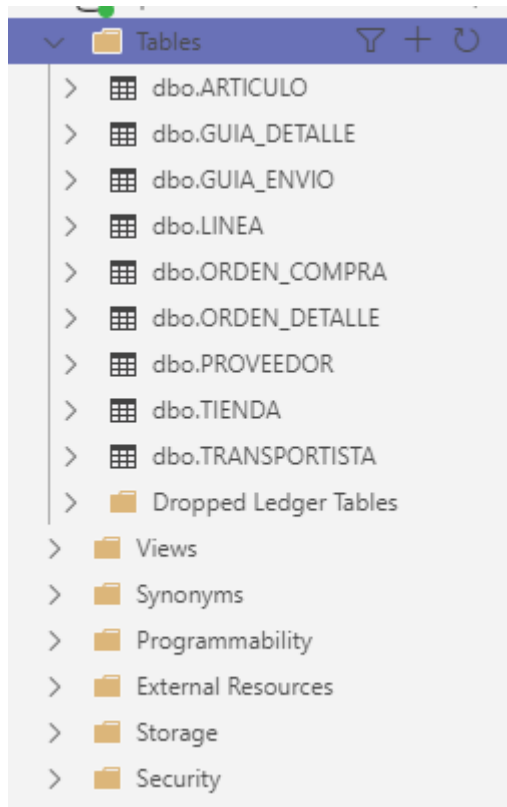 Tables
dbo.ARTICULO
dbo.GUIA_DETALLE
dbo.GUIA_ENVIO
dbo.LINEA
dbo.ORDEN_COMPRA
dbo.ORDEN_DETALLE
dbo.PROVEEDOR
dbo.TIENDA
dbo.TRANSPORTISTA
Dropped Ledger Tables
Views
Synonyms
Programmability
External Resources
Storage
Security